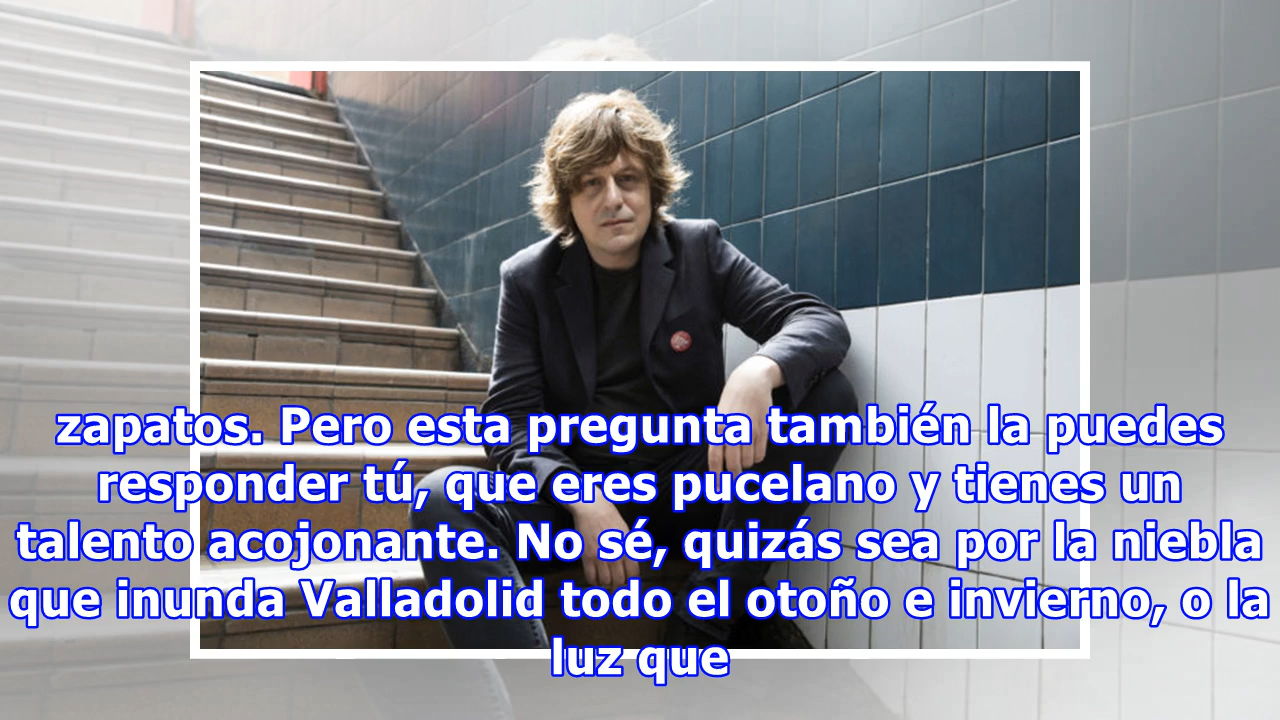 zapatos. Pero esta pregunta también la puedes
responder tú, que eres pucelano y tienes un
talento acojonante. No sé, quizás sea por la niebla
que inunda Valladolid todo el otoño e invierno, o la
luz que